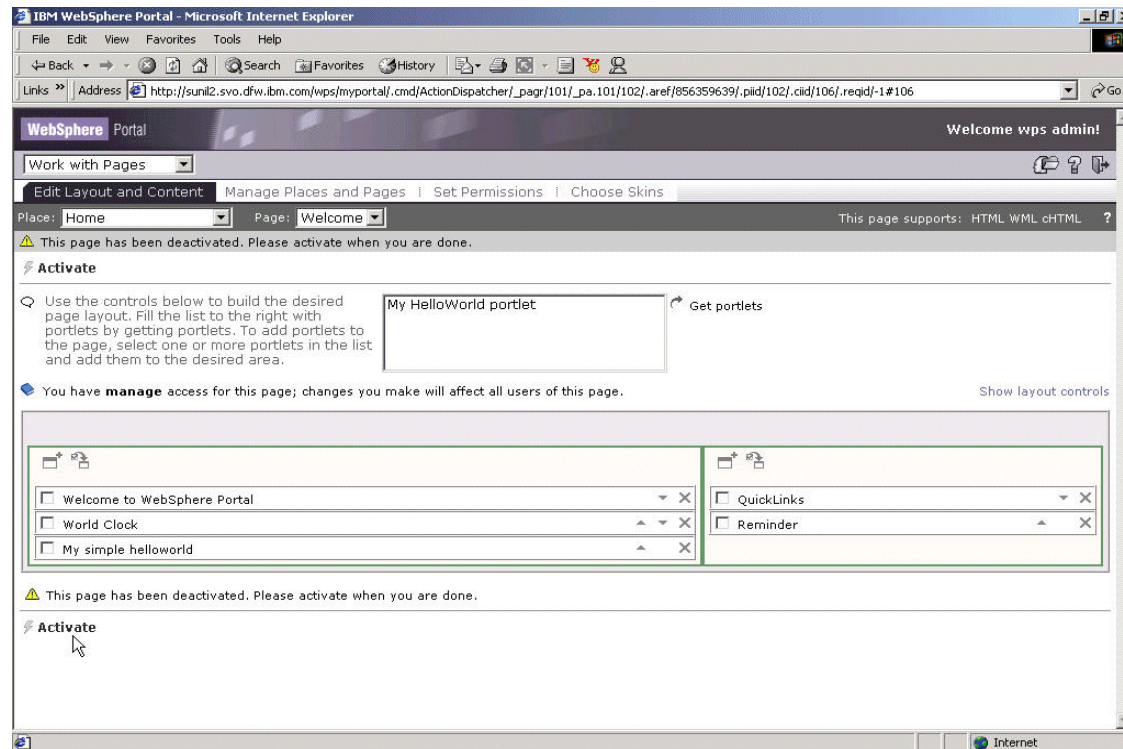 IBM WebSphere Portal - Microsoft Internet Explorer
File Edit View Favorites Tools Help
Back Search Favorites History
Links » Address http://sunil2.svo.dfw.ibm.com/wps/myportal/.cmd/ActionDispatcher/_pagr/101/_pa.101/102/.aref/856359639/.piid/102/.ciid/106/.reqid/-1#106 Go
WebSphere Portal Welcome wps admin!
Work with Pages ?
Edit Layout and Content Manage Places and Pages | Set Permissions | Choose Skins
Place: Home Page: Welcome This page supports: HTML WML cHTML ?
This page has been deactivated. Please activate when you are done.
Activate
Use the controls below to build the desired
page layout. Fill the list to the right with
portlets by getting portlets. To add portlets to
the page, select one or more portlets in the list
and add them to the desired area.
My HelloWorld portlet
Get portlets
You have manage access for this page; changes you make will affect all users of this page. Show layout controls
Welcome to WebSphere Portal
World Clock
My simple helloworld
QuickLinks
Reminder
This page has been deactivated. Please activate when you are done.
Activate
Internet